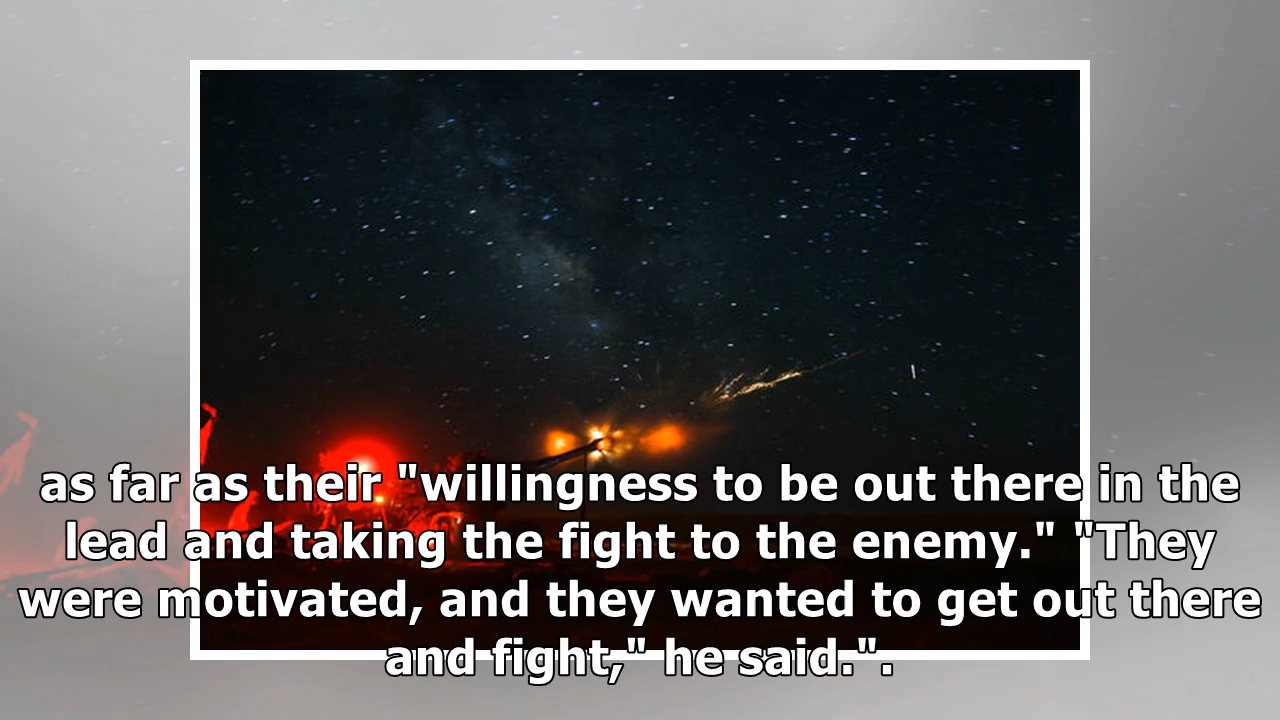 as far as their "willingness to be out there in the
lead and taking the fight to the enemy." "They
were motivated, and they wanted to get out there
and fight," he said.".